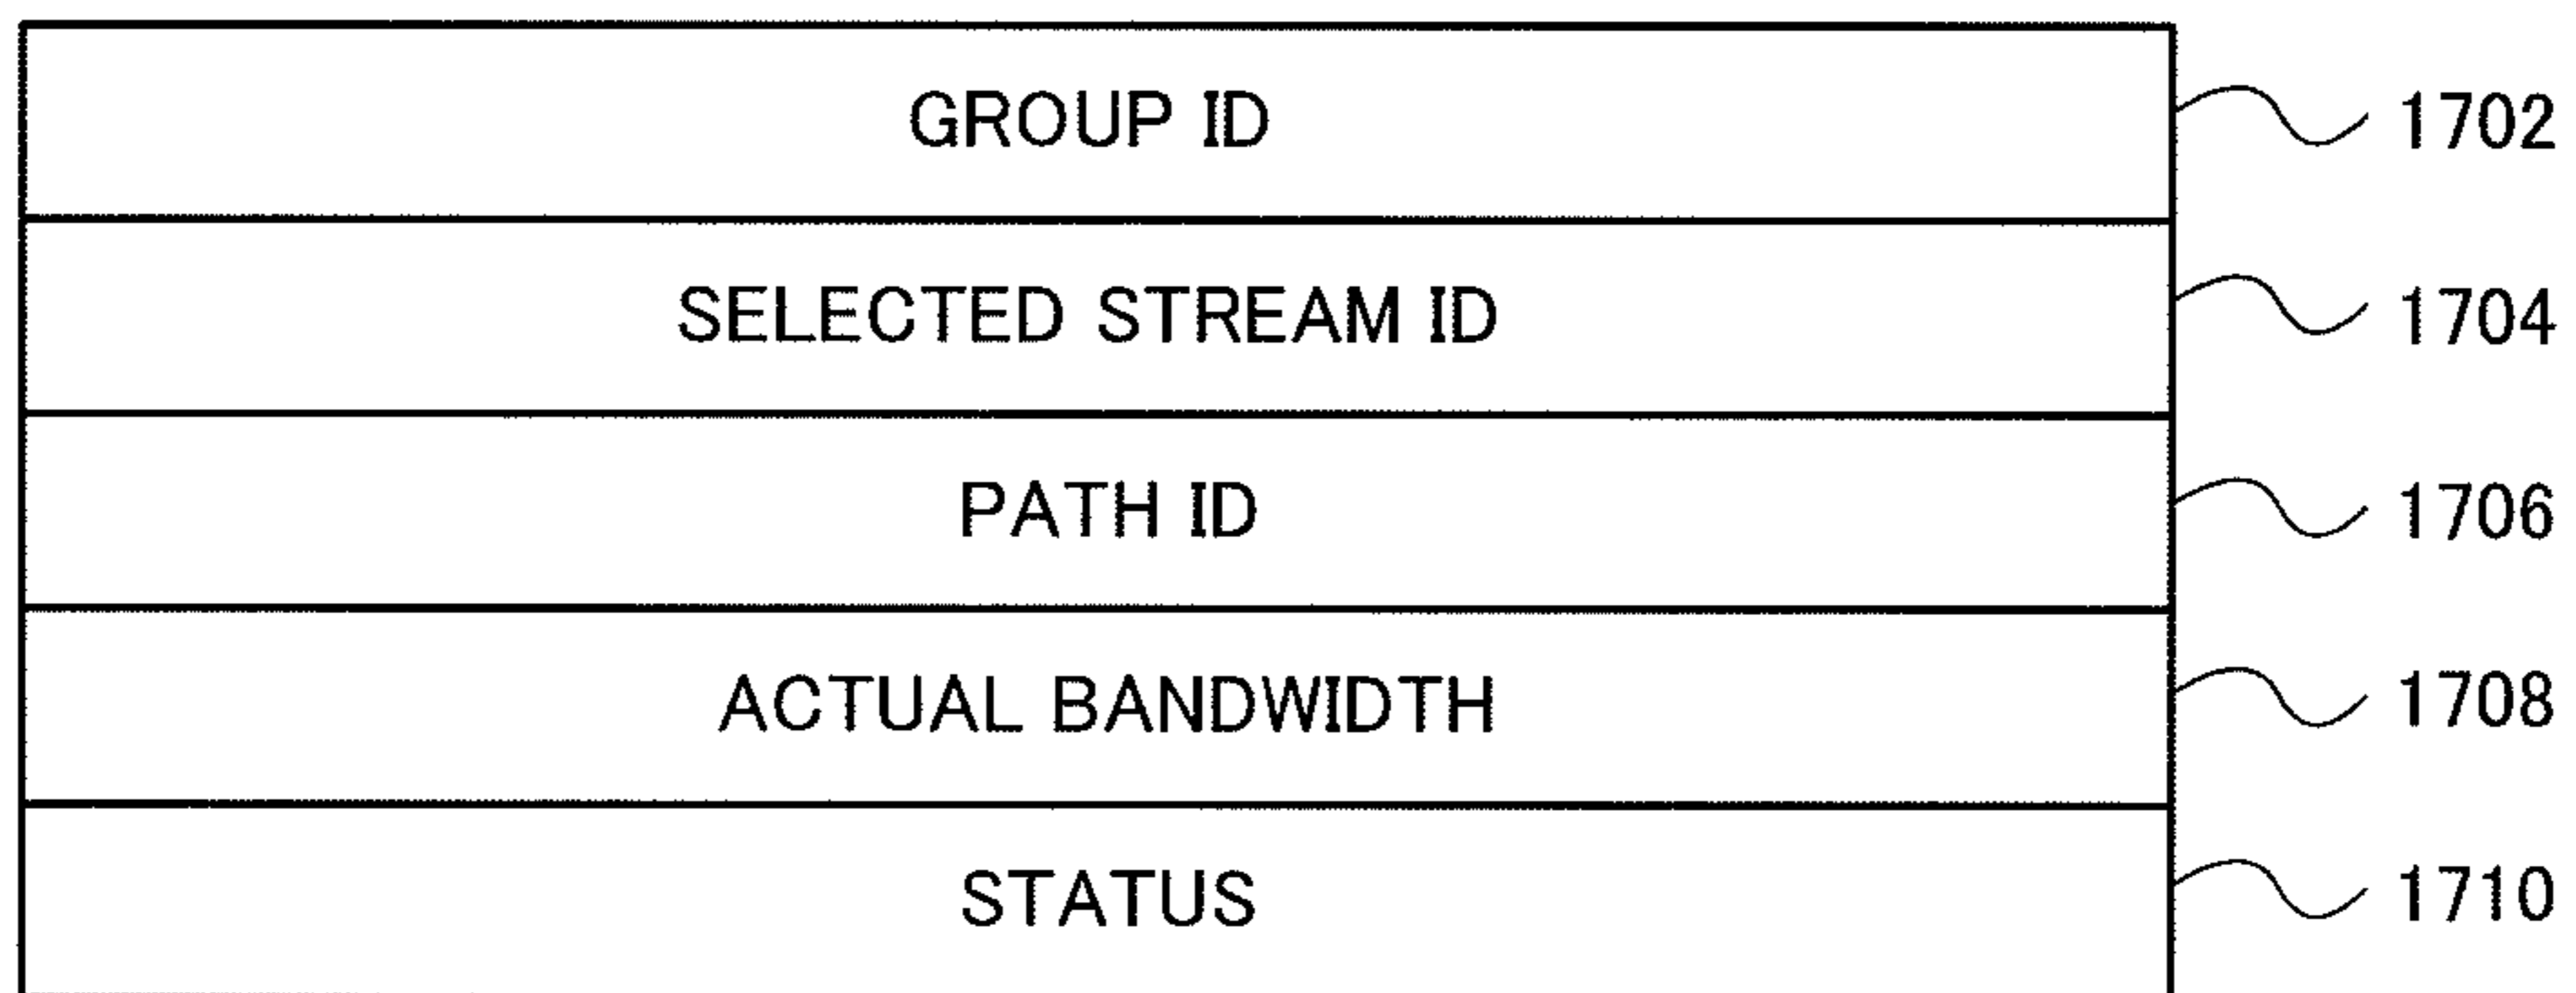 GROUP ID 1702
SELECTED STREAM ID 1704
PATH ID 1706
ACTUAL BANDWIDTH 1708
STATUS 1710